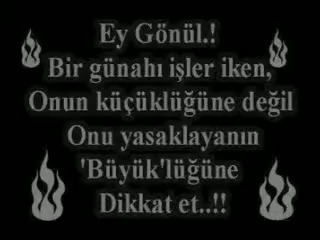 Ey Gönül.!
Bir günahı işler iken,
Onun küçüklüğüne değil
Onu yasaklayanın
'Büyük'lüğüne
Dikkat et..!!